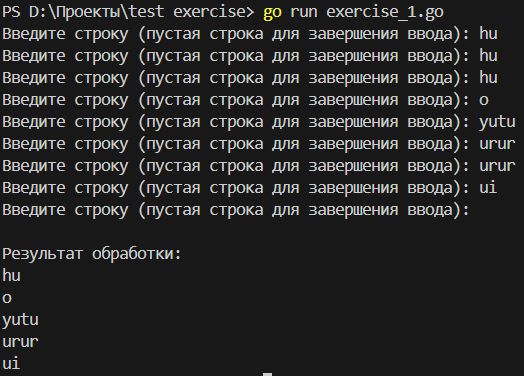 PS D:\Проекты\test exercise> go run exercise_1.go
Введите строку (пустая строка для завершения ввода): hu
Введите строку (пустая строка для завершения ввода): hu
Введите строку (пустая строка для завершения ввода): hu
Введите строку (пустая строка для завершения ввода): o
Введите строку (пустая строка для завершения ввода): yutu
Введите строку (пустая строка для завершения ввода): urur
Введите строку (пустая строка для завершения ввода): urur
Введите строку (пустая строка для завершения ввода): ui
Введите строку (пустая строка для завершения ввода):
Результат обработки:
hu
o
yutu
urur
ui